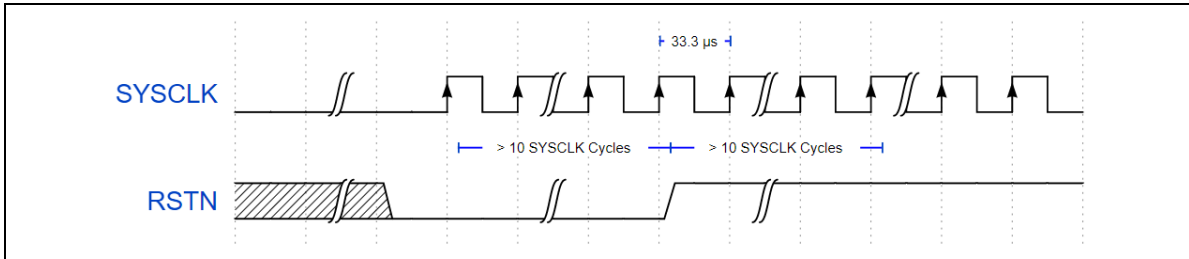 33.3 µs
SYSCLK
> 10 SYSCLK Cycles
> 10 SYSCLK Cycles
RSTN